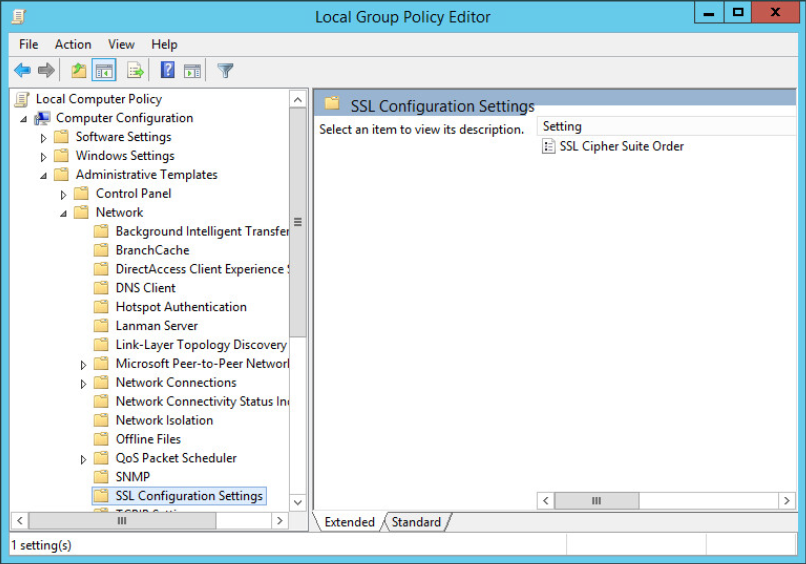 Local Group Policy Editor
File Action View Help
Local Computer Policy
Computer Configuration
Software Settings
Windows Settings
Administrative Templates
Control Panel
Network
Background Intelligent Transfer
BranchCache
DirectAccess Client Experience
DNS Client
Hotspot Authentication
Lanman Server
Link-Layer Topology Discovery
Microsoft Peer-to-Peer Network
Network Connections
Network Connectivity Status
Network Isolation
Offline Files
QoS Packet Scheduler
SNMP
SSL Configuration Settings
SSL Configuration Settings
Select an item to view its description.
Setting
SSL Cipher Suite Order
Extended Standard
1 setting(s)